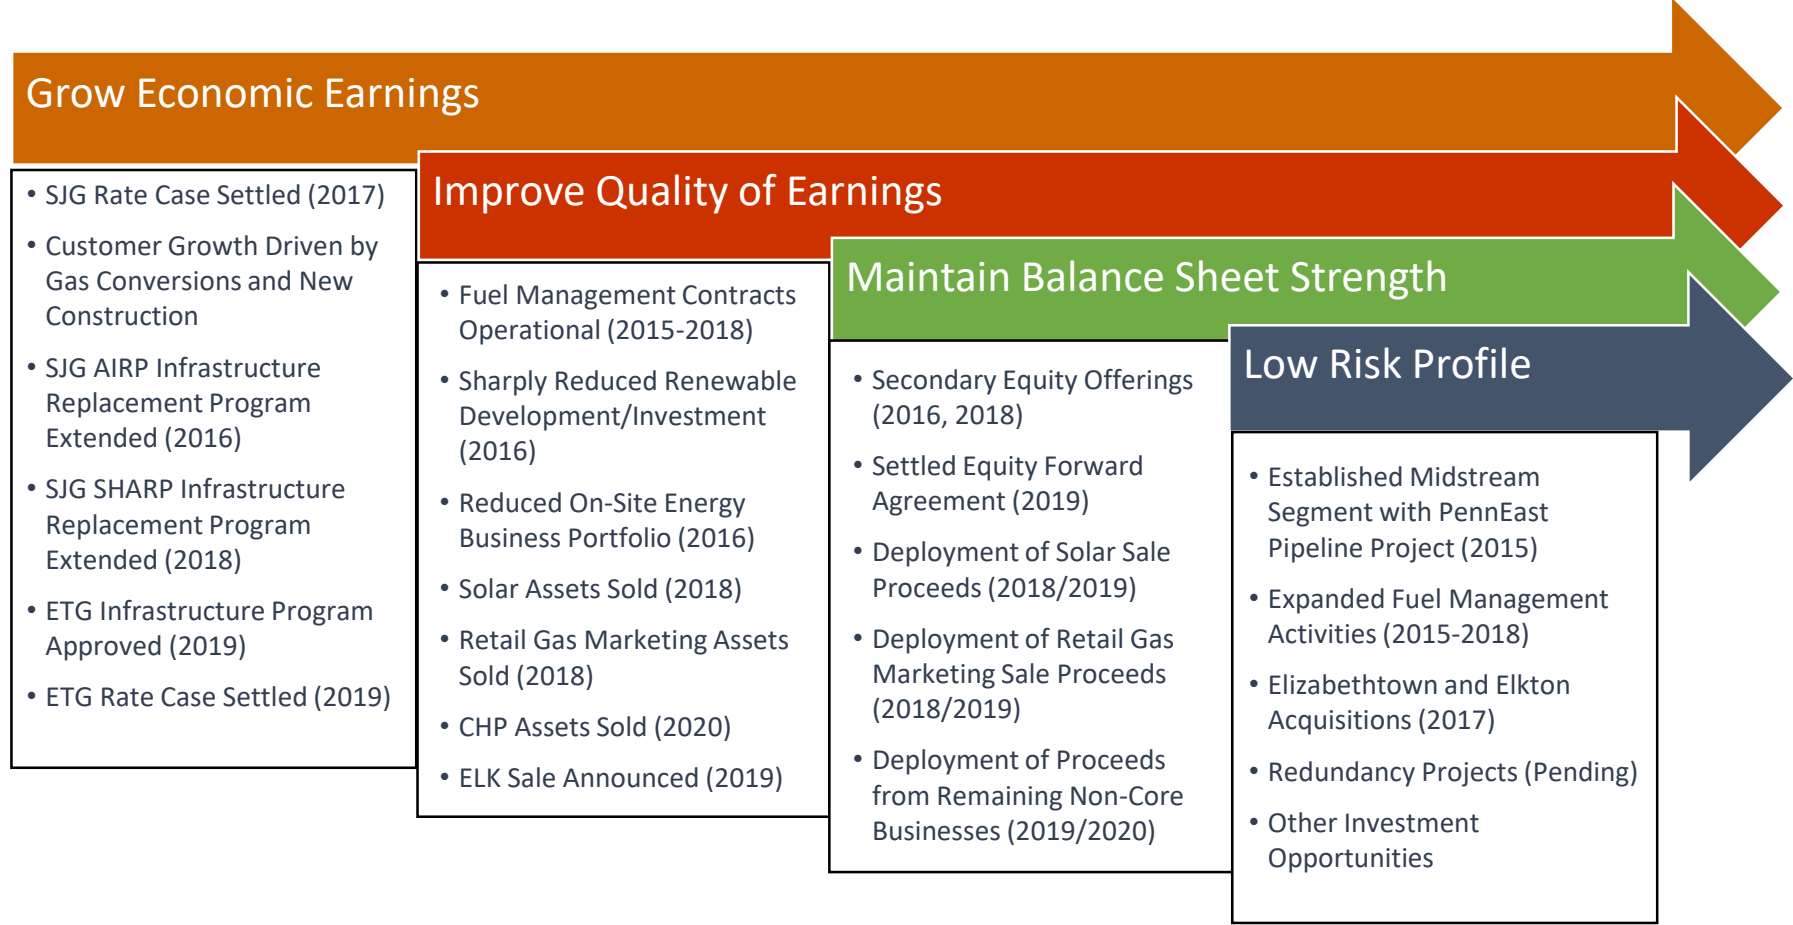 Grow Economic Earnings
• SJG Rate Case Settled (2017)
• Customer Growth Driven by
Gas Conversions and New
Construction
• SJG AIRP Infrastructure
Replacement Program
Extended (2016)
• SJG SHARP Infrastructure
Replacement Program
Extended (2018)
• ETG Infrastructure Program
Approved (2019)
• ETG Rate Case Settled (2019)
Improve Quality of Earnings
• Fuel Management Contracts
Operational (2015-2018)
• Sharply Reduced Renewable
Development/Investment
(2016)
• Reduced On-Site Energy
Business Portfolio (2016)
• Solar Assets Sold (2018)
• Retail Gas Marketing Assets
Sold (2018)
• CHP Assets Sold (2020)
• ELK Sale Announced (2019)
Maintain Balance Sheet Strength
• Secondary Equity Offerings
(2016, 2018)
• Settled Equity Forward
Agreement (2019)
• Deployment of Solar Sale
Proceeds (2018/2019)
• Deployment of Retail Gas
Marketing Sale Proceeds
(2018/2019)
• Deployment of Proceeds
from Remaining Non-Core
Businesses (2019/2020)
Low Risk Profile
• Established Midstream
Segment with PennEast
Pipeline Project (2015)
• Expanded Fuel Management
Activities (2015-2018)
• Elizabethtown and Elkton
Acquisitions (2017)
• Redundancy Projects (Pending)
• Other Investment
Opportunities